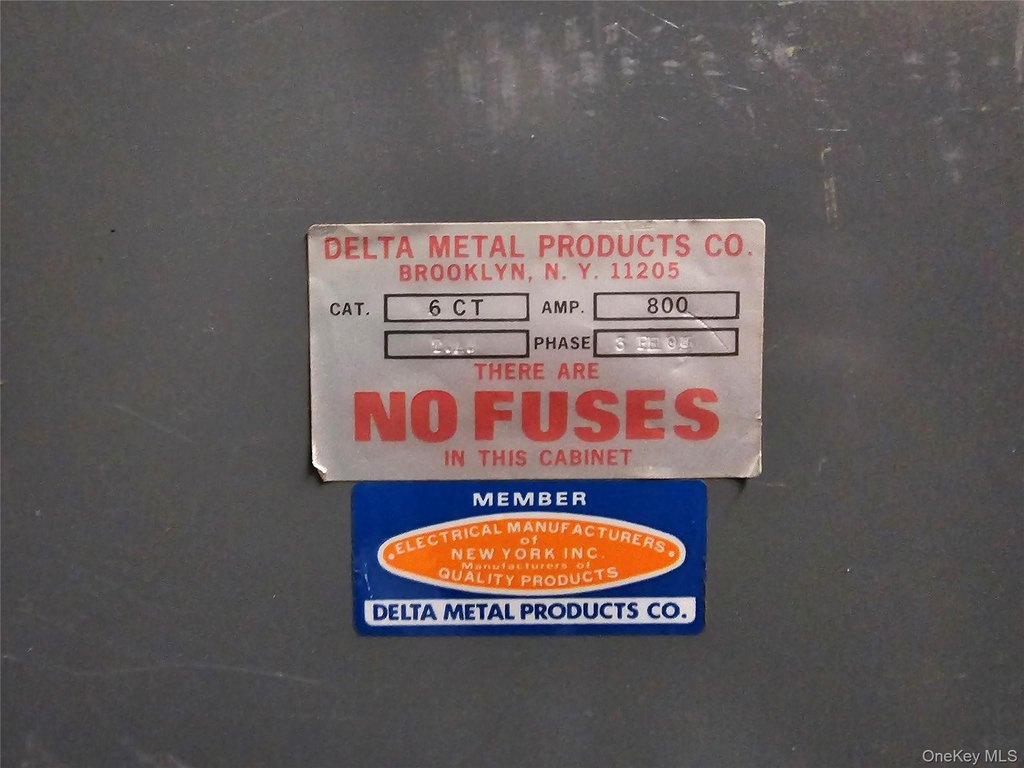 DELTA METAL PRODUCTS CO.
BROOKLYN, N. Y. 11205
CAT. 6 CT AMP. 800
PHASE 3
THERE ARE
NO FUSES
IN THIS CABINET
MEMBER
ELECTRICAL MANUFACTURERS
of
NEW YORK INC.
Manufacturers of
QUALITY PRODUCTS
DELTA METAL PRODUCTS CO.
OneKey MLS